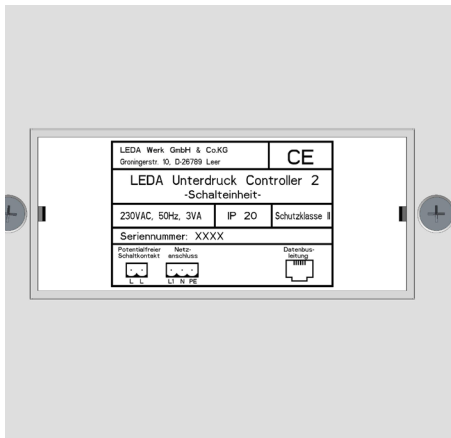 LEDA Werk GmbH & Co.KG
Groningerstr. 10, D-26789 Leer
CE
LEDA Unterdruck Controller 2
-Schalteinheit-
230VAC, 50Hz, 3VA
IP 20
Schutzklasse II
Seriennummer: XXXX
Potentialfreier
Schaltkontakt
Netz-
anschluss
Datenbus-
leitung
L L
L1 N PE